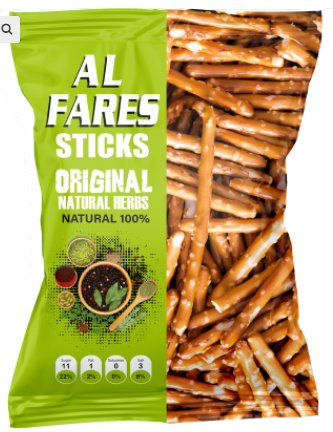 AL
FARES
STICKS
ORIGINAL
NATURAL HERBS
NATURAL 100%
Sugar Fat Saturates Salt
11 1 0 3
22% 2% 0% 6%